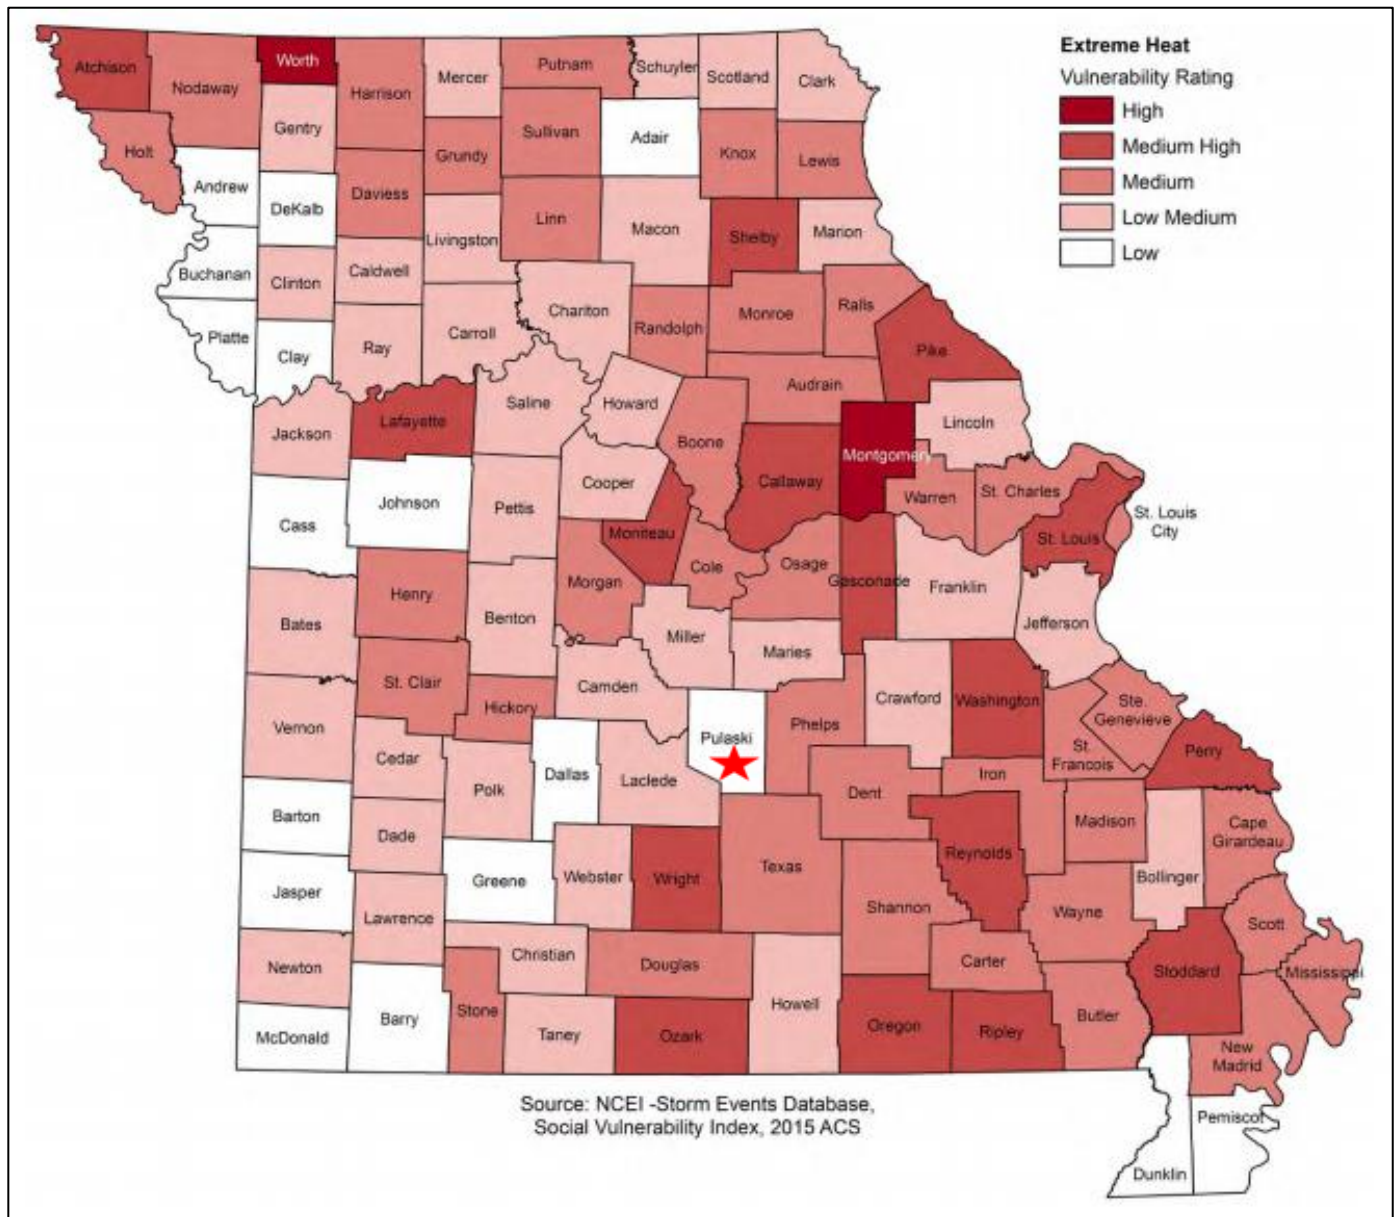 Extreme Heat
Vulnerability Rating
High
Medium High
Medium
Low Medium
Low
Atchison
Nodaway
Worth
Harrison
Mercer
Putnam
Schuyler
Scotland
Clark
Holt
Gentry
Grundy
Sullivan
Adair
Knox
Lewis
Andrew
DeKalb
Daviess
Livingston
Linn
Macon
Shelby
Marion
Buchanan
Clinton
Caldwell
Carroll
Chariton
Randolph
Monroe
Ralls
Pike
Platte
Clay
Ray
Saline
Howard
Audrain
Lincoln
Jackson
Lafayette
Boone
Callaway
Montgomery
Warren
St. Charles
St. Louis
City
St. Louis
Cass
Johnson
Pettis
Cooper
Moniteau
Cole
Osage
Gasconade
Franklin
Jefferson
Bates
Henry
Benton
Morgan
Miller
Maries
Vernon
St. Clair
Hickory
Camden
Pulaski
Phelps
Crawford
Washington
Ste.
Genevieve
St.
Francois
Perry
Cedar
Polk
Dallas
Laclede
Dent
Iron
Madison
Cape
Girardeau
Barton
Dade
Greene
Webster
Wright
Texas
Shannon
Reynolds
Wayne
Bollinger
Scott
Jasper
Lawrence
Christian
Douglas
Howell
Carter
Stoddard
Mississippi
Newton
McDonald
Barry
Stone
Taney
Ozark
Oregon
Ripley
Butler
New
Madrid
Pemiscot
Dunklin
Source: NCEI -Storm Events Database,
Social Vulnerability Index, 2015 ACS